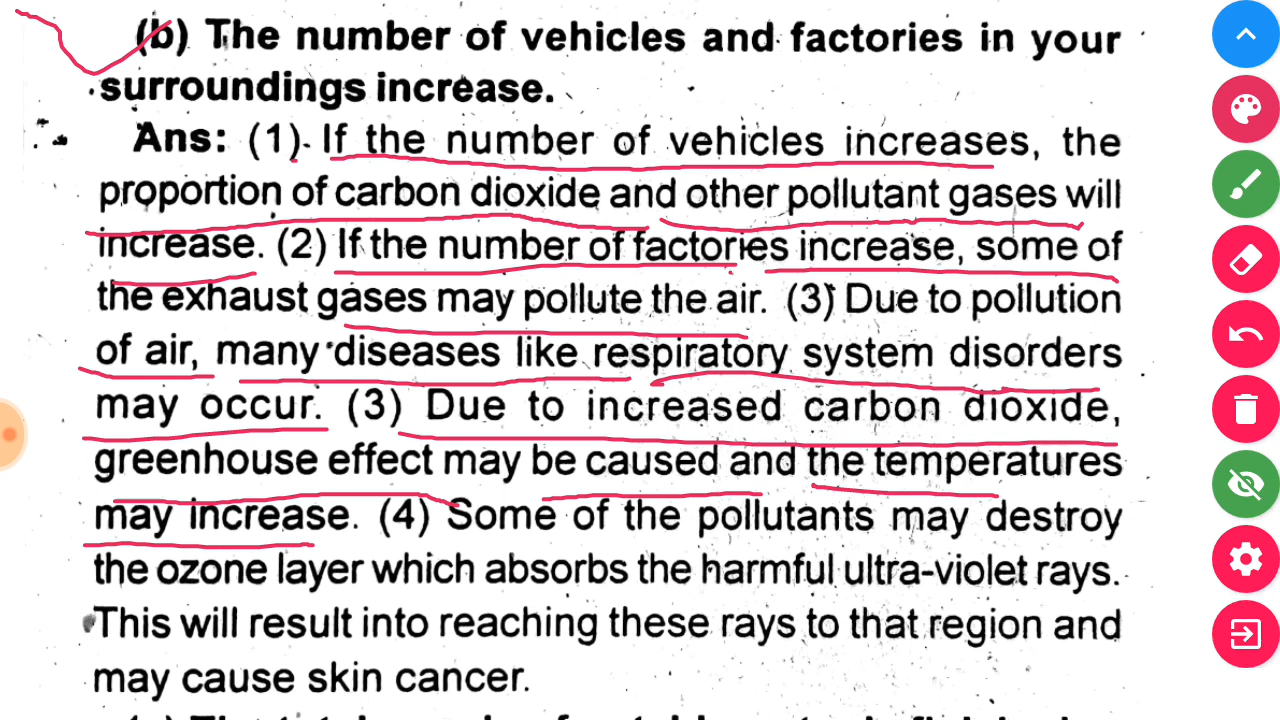 (b) The number of vehicles and factories in your
surroundings increase.
Ans: (1) If the number of vehicles increases, the
proportion of carbon dioxide and other pollutant gases will
increase. (2) If the number of factories increase, some of
the exhaust gases may pollute the air. (3) Due to pollution
of air, many diseases like respiratory system disorders
may occur. (3) Due to increased carbon dioxide,
greenhouse effect may be caused and the temperatures
may increase. (4) Some of the pollutants may destroy
the ozone layer which absorbs the harmful ultra-violet rays.
This will result into reaching these rays to that region and
may cause skin cancer.